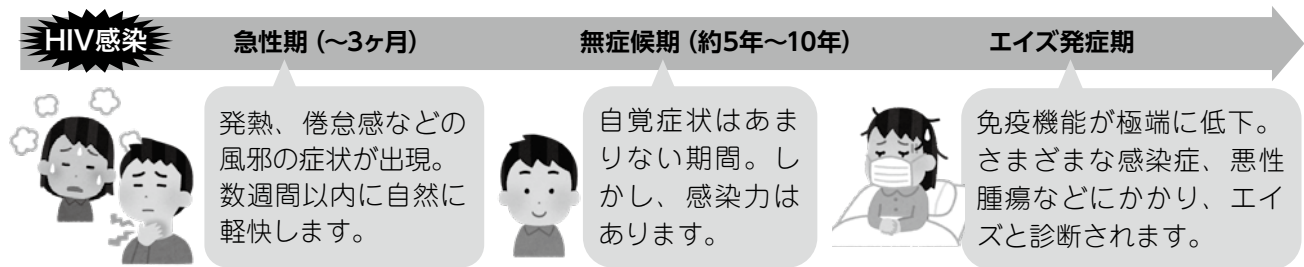 HIV感染
急性期（～3ヶ月）
無症候期（約5年～10年）
エイズ発症期
発熱、倦怠感などの
風邪の症状が出現。
数週間以内に自然に
軽快します。
自覚症状はあま
りない期間。し
かし、感染力は
あります。
免疫機能が極端に低下。
さまざまな感染症、悪性
腫瘍などにかかり、エイ
ズと診断されます。